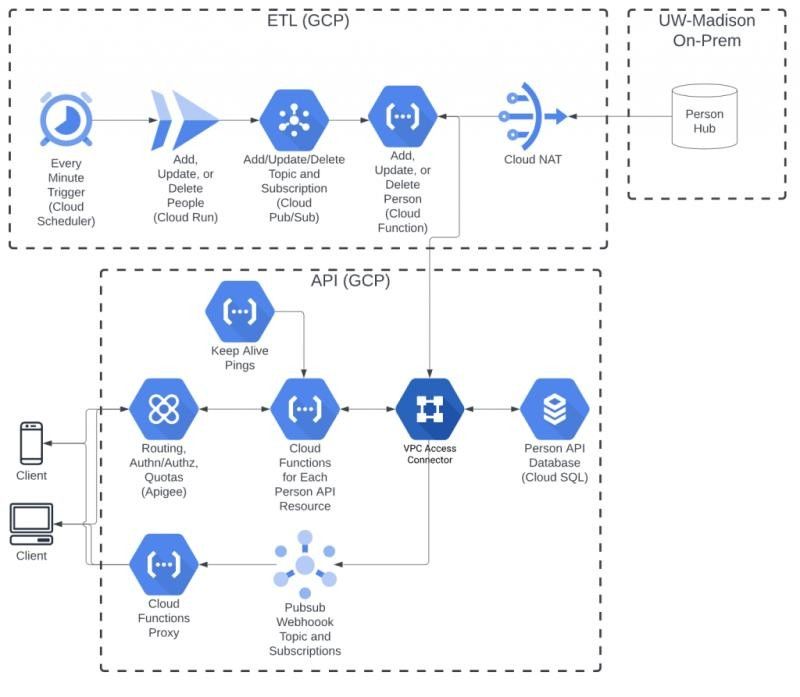 ETL (GCP)
UW-Madison
On-Prem
Person
Hub
Every
Minute
Trigger
(Cloud
Scheduler)
Add,
Update, or
Delete
People
(Cloud Run)
Add/Update/Delete
Topic and
Subscription
(Cloud
Pub/Sub)
Add,
Update, or
Delete
Person
(Cloud
Function)
Cloud NAT
API (GCP)
Keep Alive
Pings
Client
Client
Routing,
Authn/Authz,
Quotas
(Apigee)
Cloud
Functions
for Each
Person API
Resource
VPC Access
Connector
Person API
Database
(Cloud SQL)
Cloud
Functions
Proxy
Pubsub
Webhoook
Topic and
Subscriptions